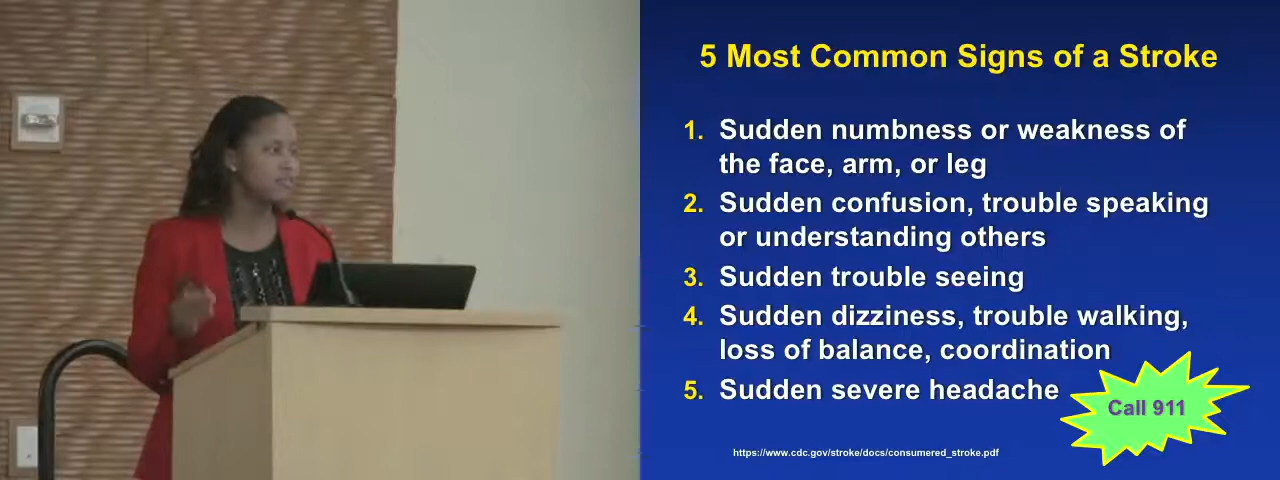 5 Most Common Signs of a Stroke
1. Sudden numbness or weakness of
the face, arm, or leg
2. Sudden confusion, trouble speaking
or understanding others
3. Sudden trouble seeing
4. Sudden dizziness, trouble walking,
loss of balance, coordination
5. Sudden severe headache
Call 911
https://www.cdc.gov/stroke/docs/consumered_stroke.pdf